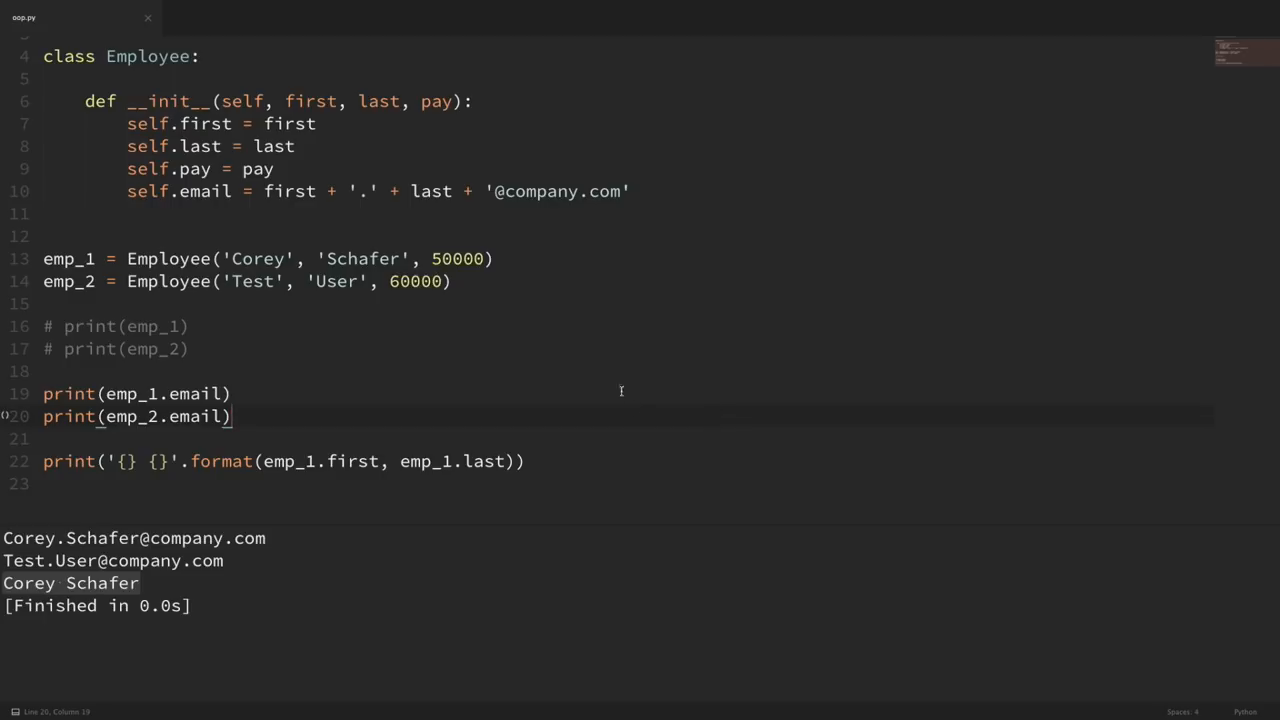 oop.py ×
4 class Employee:
5
6     def __init__(self, first, last, pay):
7         self.first = first
8         self.last = last
9         self.pay = pay
10         self.email = first + '.' + last + '@company.com'
11
12
13 emp_1 = Employee('Corey', 'Schafer', 50000)
14 emp_2 = Employee('Test', 'User', 60000)
15
16 # print(emp_1)
17 # print(emp_2)
18
19 print(emp_1.email)
20 print(emp_2.email)
21
22 print('{} {}'.format(emp_1.first, emp_1.last))
23
Corey.Schafer@company.com
Test.User@company.com
Corey Schafer
[Finished in 0.0s]
Line 20, Column 19 Spaces: 4 Python